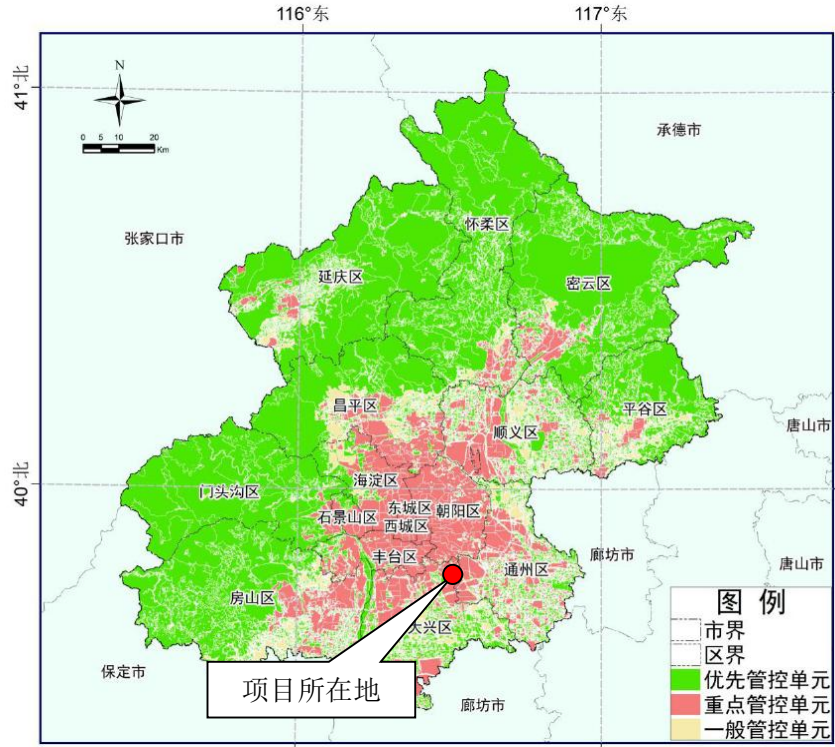 116°东
117°东
41°北
N
0 5 10 20
Km
承德市
怀柔区
张家口市
延庆区
密云区
昌平区
平谷区
顺义区
唐山市
海淀区
门头沟区
40°北
东城区
朝阳区
石景山区
西城区
丰台区
通州区
廊坊市
唐山市
房山区
大兴区
保定市
项目所在地
廊坊市
图 例
市界
区界
优先管控单元
重点管控单元
一般管控单元